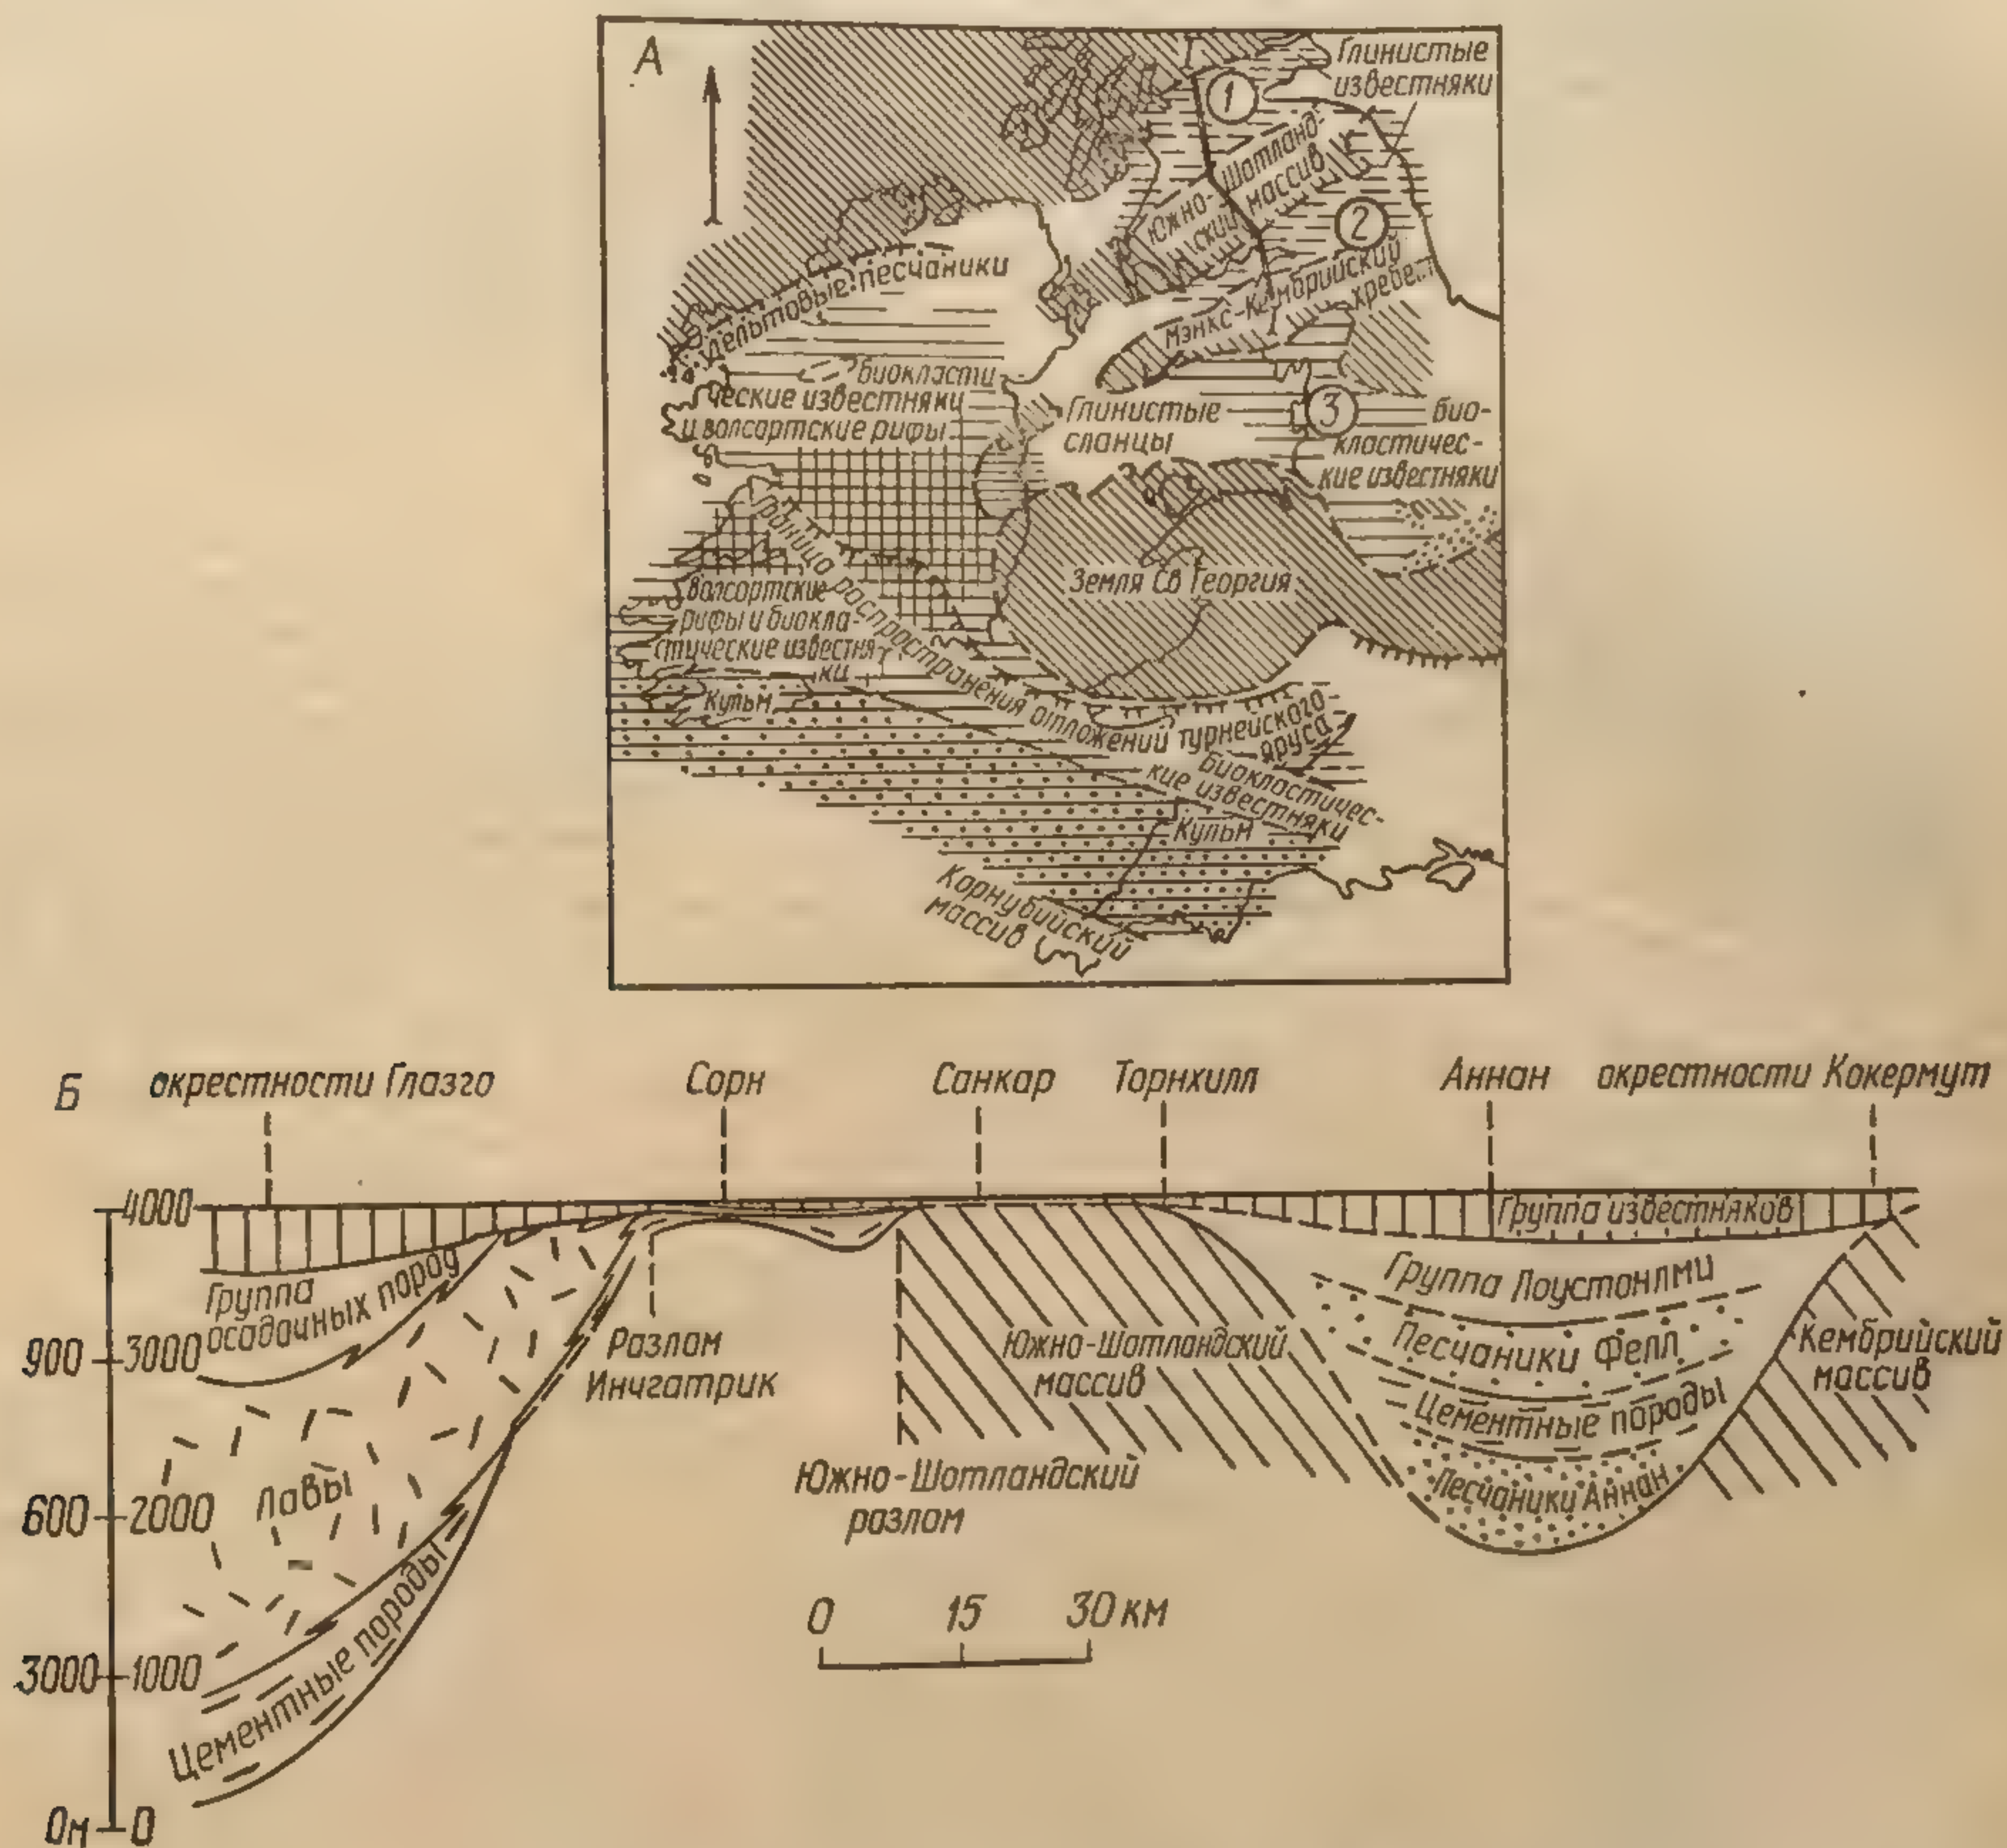 А
Глинистые
известняки
1
Южно-Шотланд-
ский массив
2
Дельтовые песчаники
Мэнкс-Кембрийский
хребет
биокласти
ческие известняки
и волсортские рифы
Глинистые
сланцы
3
био-
кластичес-
кие известняки
Граница распространения отложений турнейского
яруса
Земля Св Георгия
волсортские
рифы и биокла-
стические известня
ки
Кульм
Биокластичес-
кие известняки
Кульм
Корнубийский
массив
Б
окрестности Глазго
Сорн
Санкар
Торнхилл
Аннан
окрестности Кокермут
4000
Группа известняков
Группа
осадочных пород
Группа Лоустонлми
900
3000
Разлом
Инчгатрик
Южно-Шотландский
массив
Песчаники Фелл
Кембрийский
массив
Цементные породы
Лавы
Южно-Шотландский
разлом
Песчаники Аннан
600
2000
Цементные породы
0
15
30 км
3000
1000
0м
0